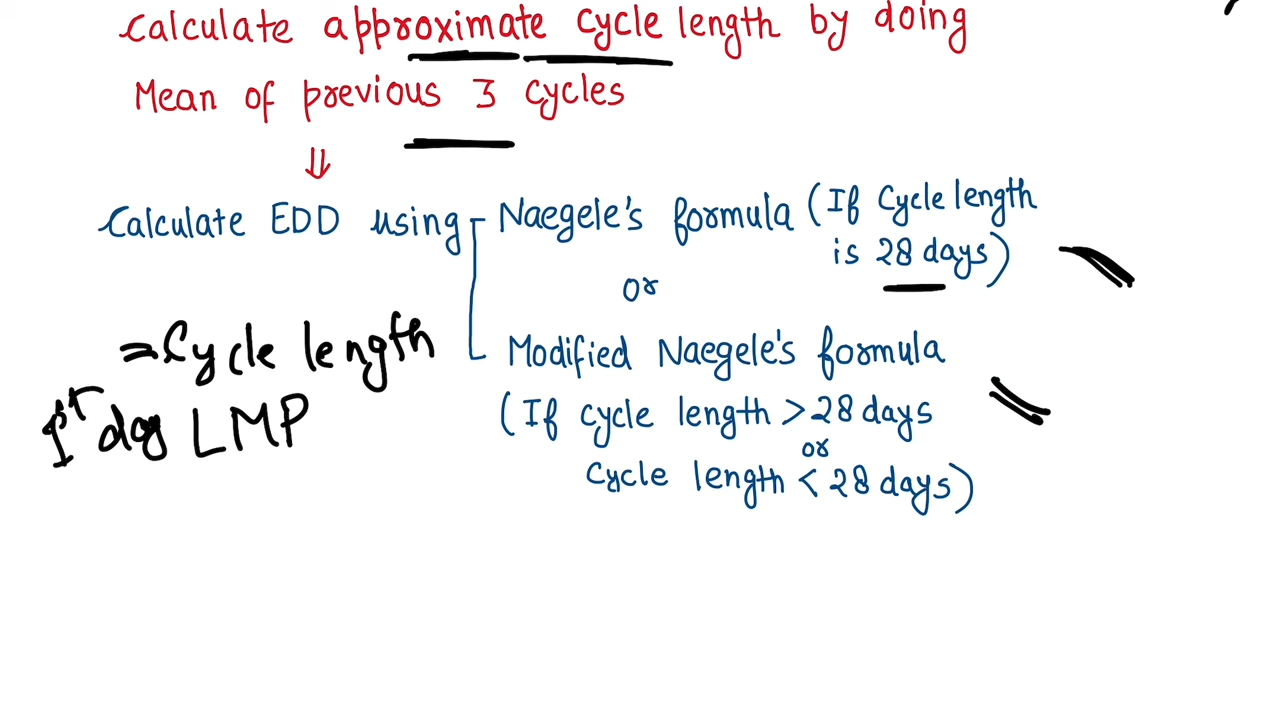 Calculate approximate cycle length by doing
Mean of previous 3 cycles
⇓
Calculate EDD using Naegele's formula (If Cycle length
is 28 days)
or
= Cycle length
Modified Naegele's formula
1st day LMP
(If cycle length > 28 days
or
Cycle length < 28 days)